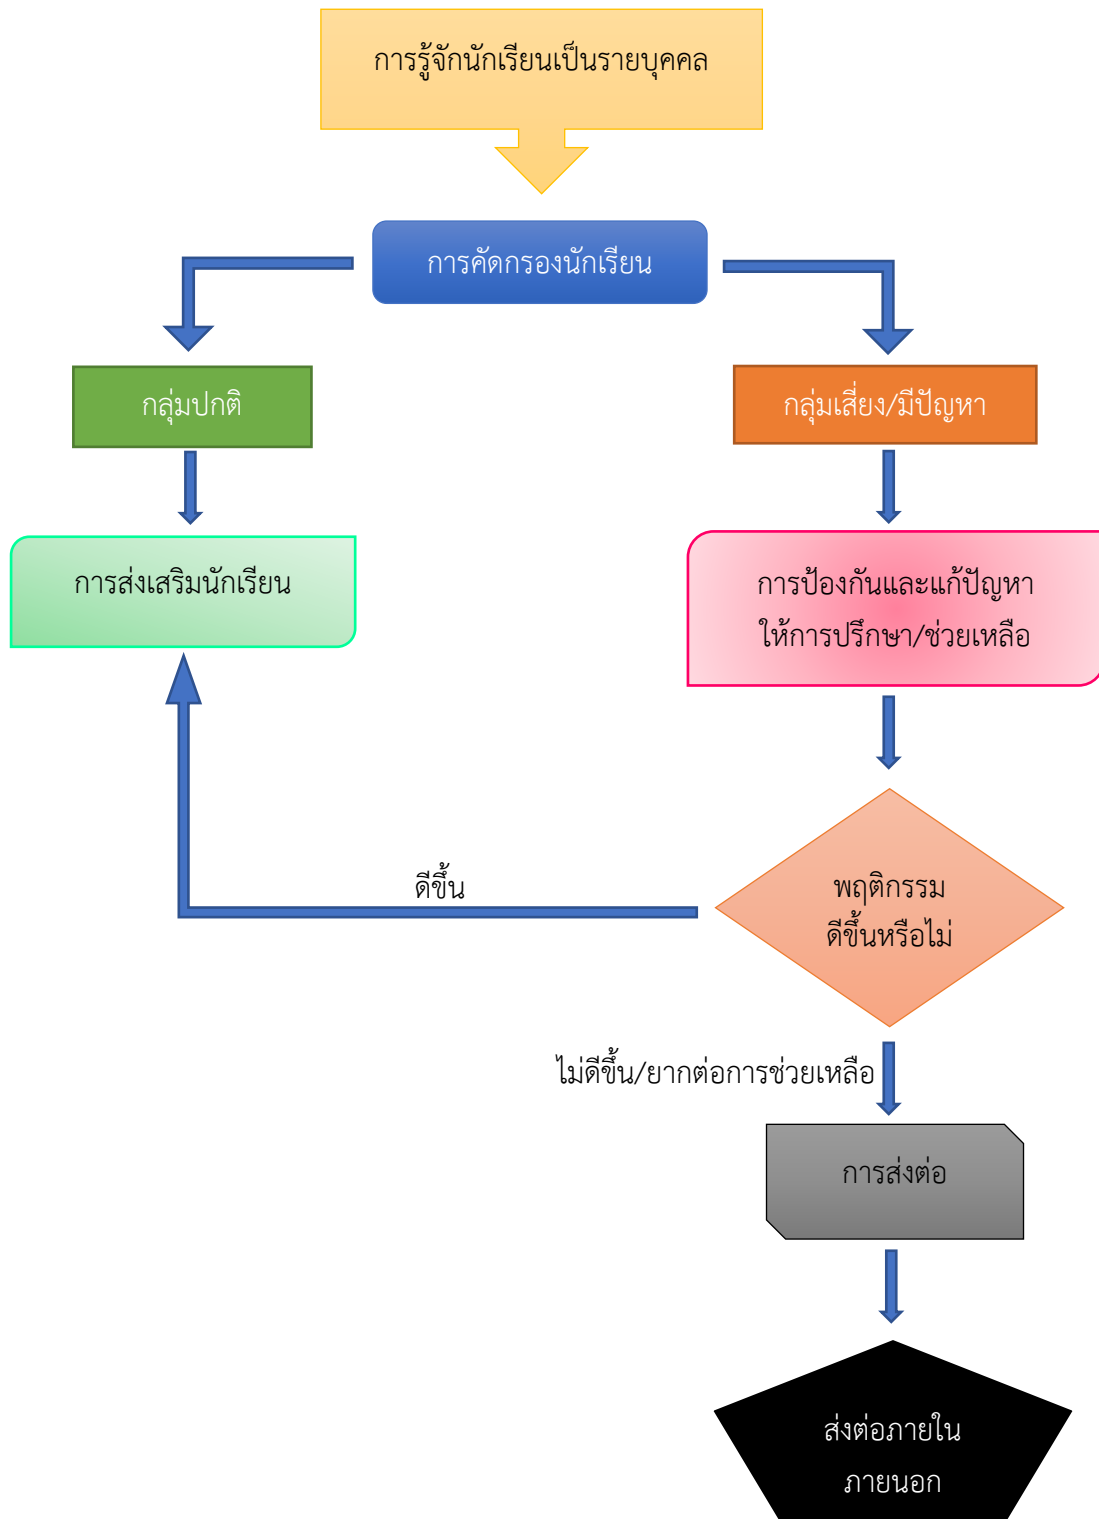 การรู้จักนักเรียนเป็นรายบุคคล
การคัดกรองนักเรียน
กลุ่มปกติ
กลุ่มเสี่ยง/มีปัญหา
การส่งเสริมนักเรียน
การป้องกันและแก้ปัญหา
ให้การปรึกษา/ช่วยเหลือ
ดีขึ้น
พฤติกรรม
ดีขึ้นหรือไม่
ไม่ดีขึ้น/ยากต่อการช่วยเหลือ
การส่งต่อ
ส่งต่อภายใน
ภายนอก